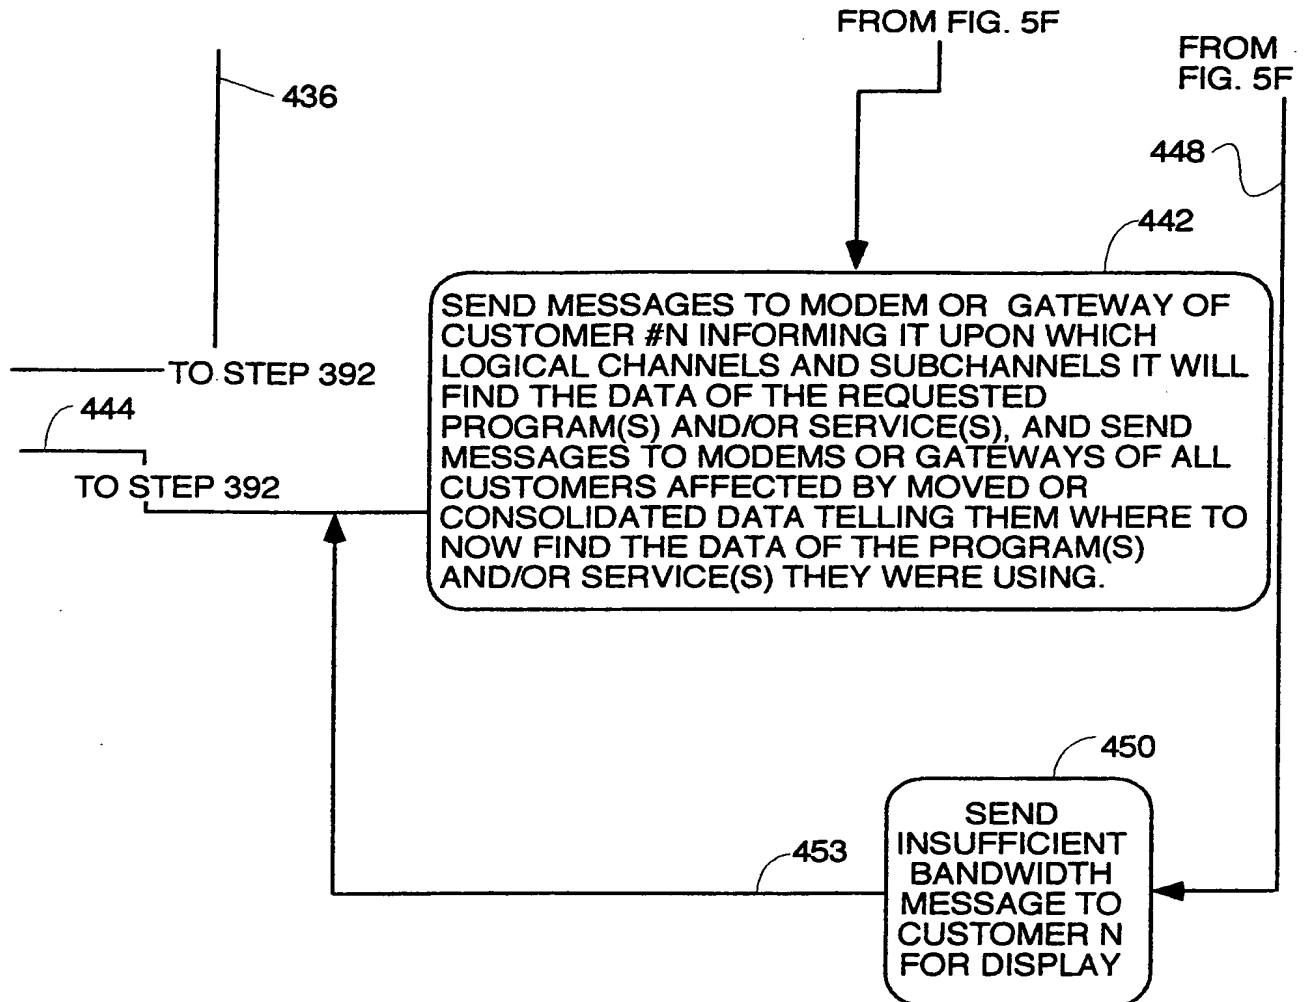 FROM FIG. 5F
FROM
FIG. 5F
436
448
442
SEND MESSAGES TO MODEM OR GATEWAY OF
CUSTOMER #N INFORMING IT UPON WHICH
LOGICAL CHANNELS AND SUBCHANNELS IT WILL
FIND THE DATA OF THE REQUESTED
PROGRAM(S) AND/OR SERVICE(S), AND SEND
MESSAGES TO MODEMS OR GATEWAYS OF ALL
CUSTOMERS AFFECTED BY MOVED OR
CONSOLIDATED DATA TELLING THEM WHERE TO
NOW FIND THE DATA OF THE PROGRAM(S)
AND/OR SERVICE(S) THEY WERE USING.
TO STEP 392
444
TO STEP 392
450
SEND
INSUFFICIENT
BANDWIDTH
MESSAGE TO
CUSTOMER N
FOR DISPLAY
453